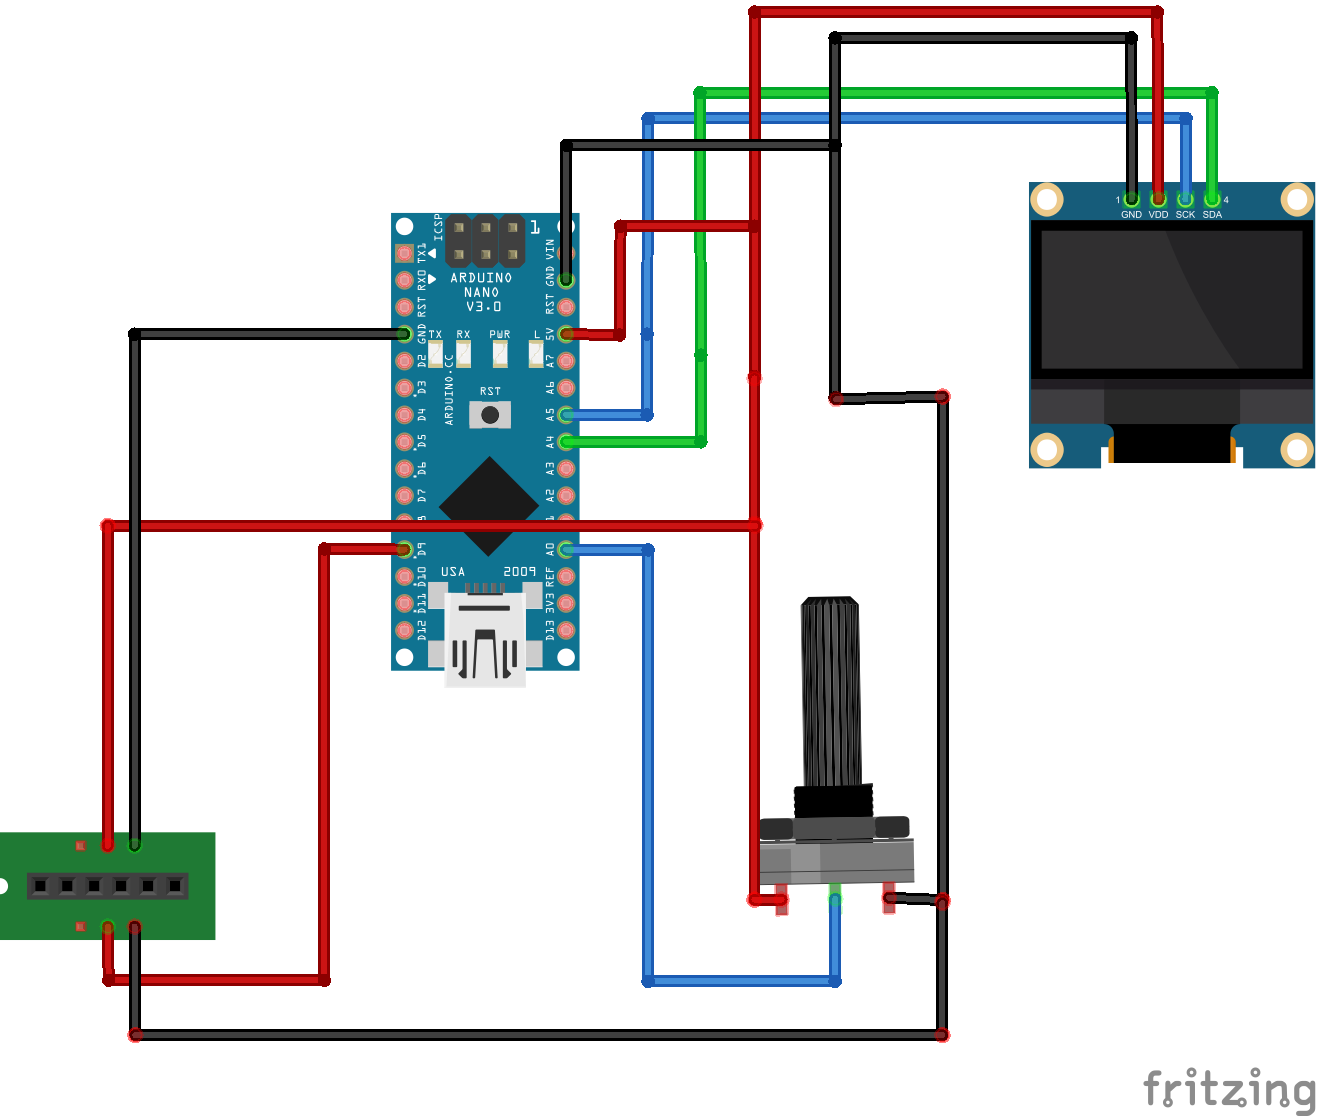 1 GND VDD SCK SDA 4
ICSP
1
TX1
RX0
RST
GND
D2
D3
D4
D5
D6
D7
D9
D10
D11
D12
VIN
GND
RST
5V
A7
A6
A5
A4
A3
A2
A0
REF
3V3
D13
ARDUINO
NANO
V3.0
TX RX PWR L
ARDUINO.CC
RST
USA 2009
fritzing